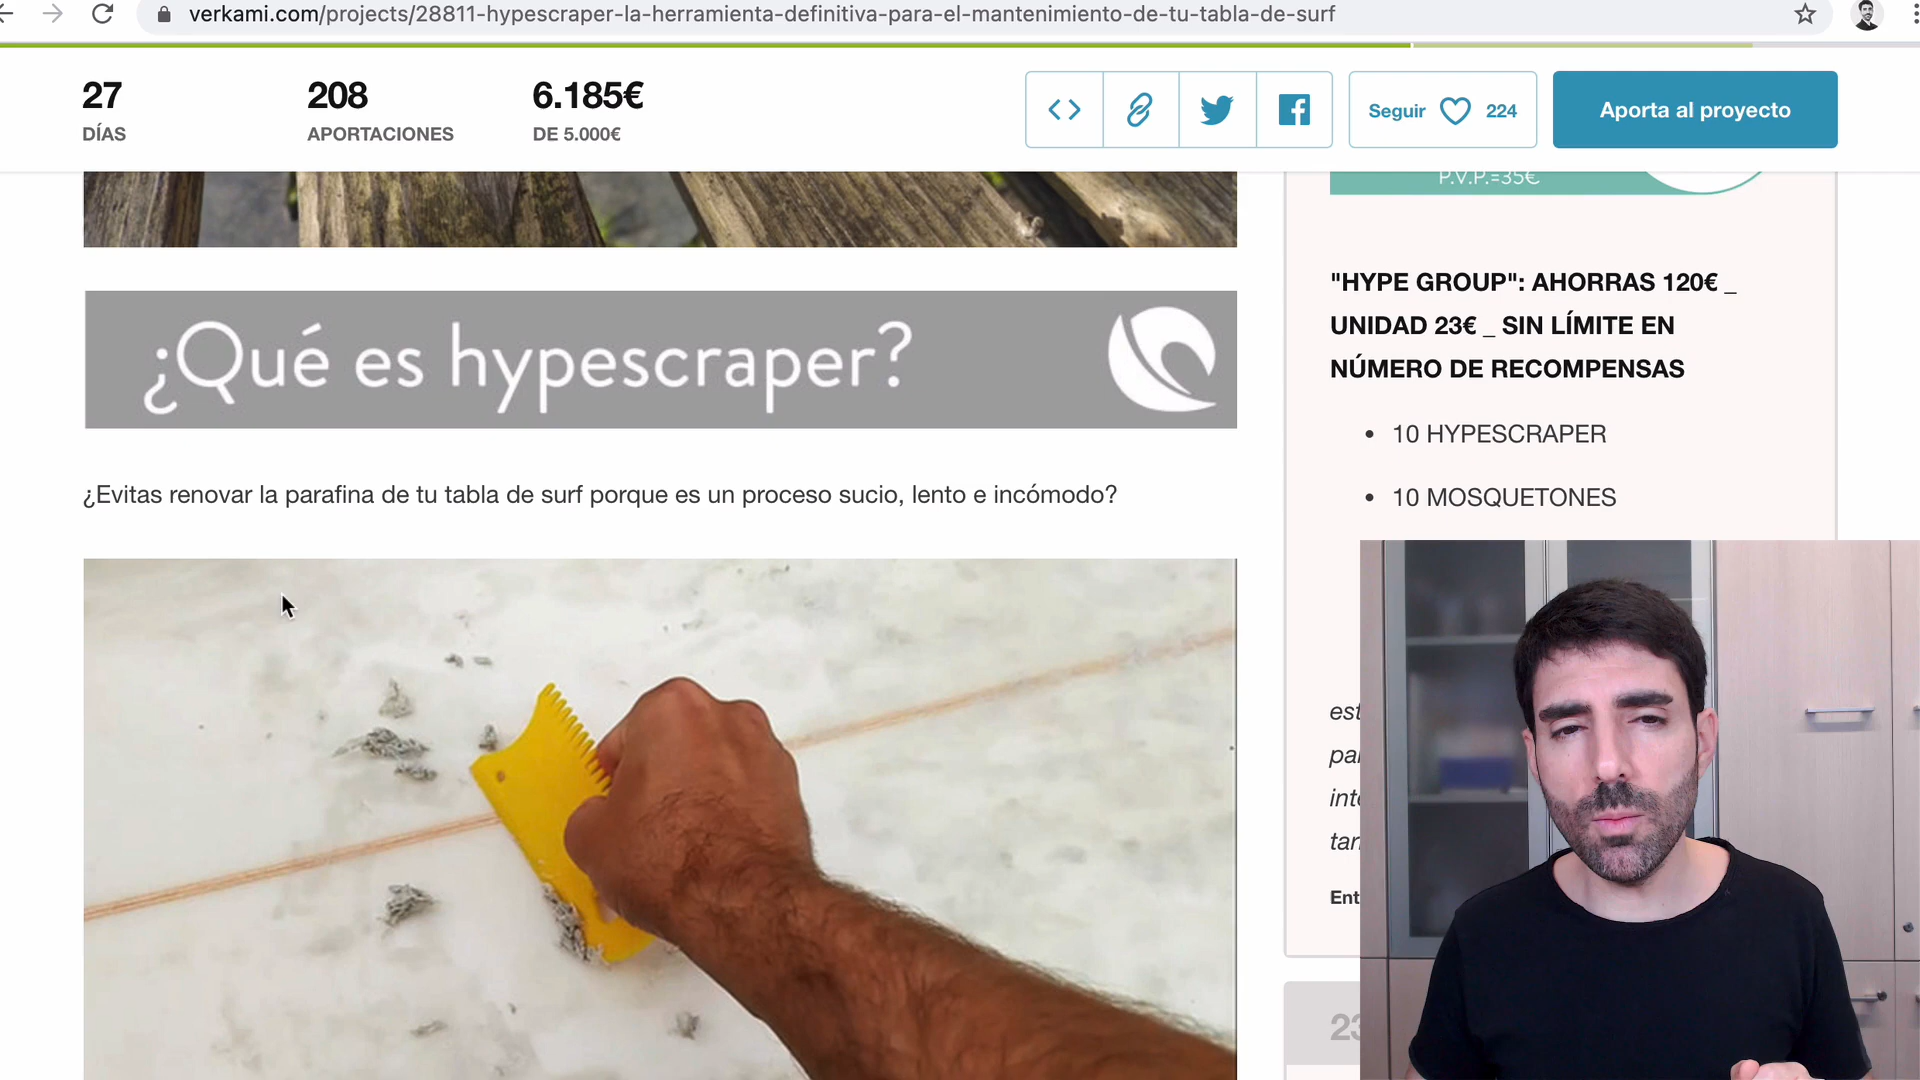 verkami.com/projects/28811-hypescraper-la-herramienta-definitiva-para-el-mantenimiento-de-tu-tabla-de-surf
27
DÍAS
208
APORTACIONES
6.185€
DE 5.000€
Seguir
224
Aporta al proyecto
P.V.P.=35€
¿Qué es hypescraper?
¿Evitas renovar la parafina de tu tabla de surf porque es un proceso sucio, lento e incómodo?
"HYPE GROUP": AHORRAS 120€ _
UNIDAD 23€ _ SIN LÍMITE EN
NÚMERO DE RECOMPENSAS
• 10 HYPESCRAPER
• 10 MOSQUETONES